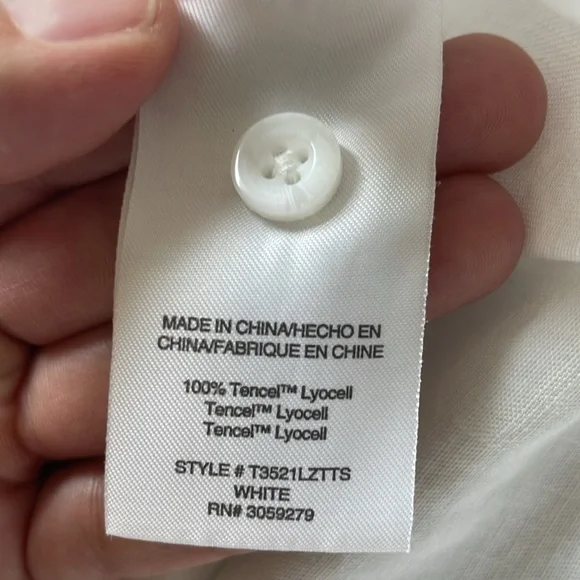 MADE IN CHINA/HECHO EN
CHINA/FABRIQUE EN CHINE
100% Tencel™ Lyocell
Tencel™ Lyocell
Tencel™ Lyocell
STYLE # T3521LZTTS
WHITE
RN# 3059279